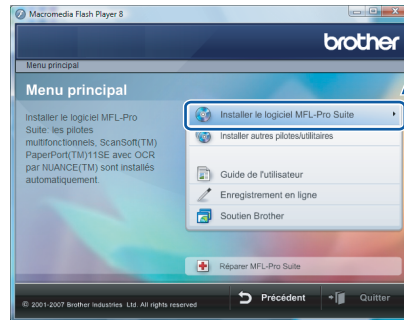 Macromedia Flash Player 8
brother
Menu principal
Menu principal
Installer le logiciel MFL-Pro
Suite: les pilotes
multifonctionnels, ScanSoft(TM)
PaperPort(TM)11SE avec OCR
par NUANCE(TM) sont installés
automatiquement.
Installer le logiciel MFL-Pro Suite
Installer autres pilotes/utilitaires
Guide de l'utilisateur
Enregistrement en ligne
Soutien Brother
Réparer MFL-Pro Suite
© 2001-2007 Brother Industries Ltd. All rights reserved
Précédent
Quitter